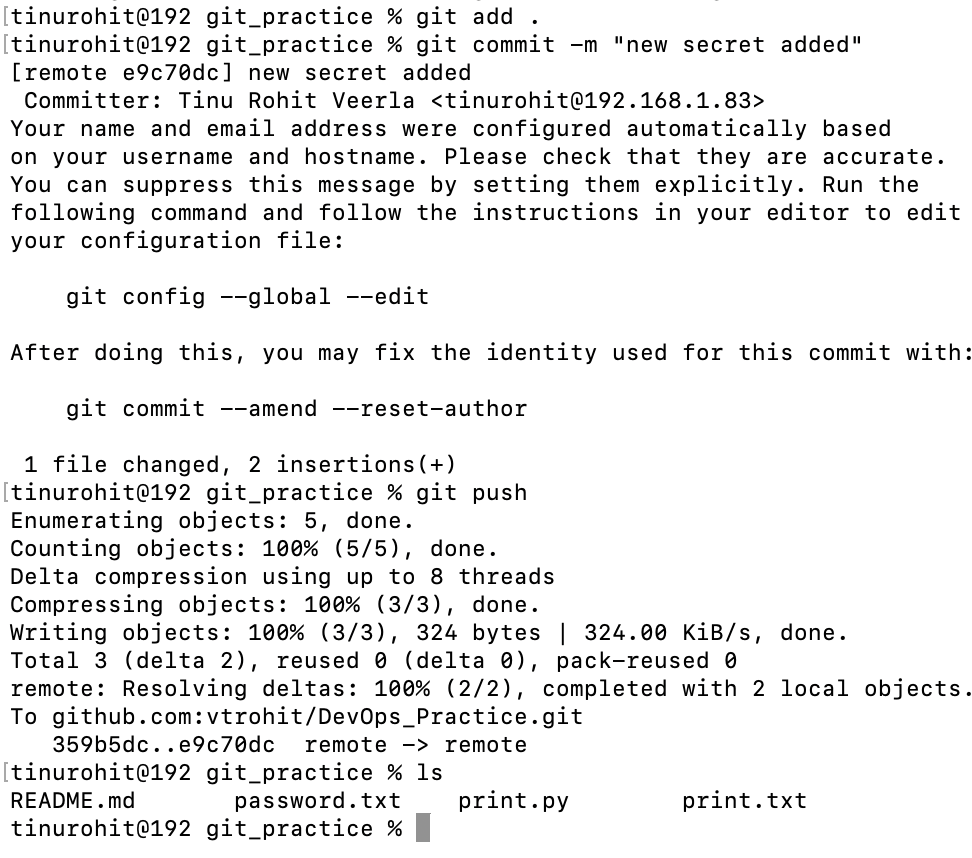 [tinurohit@192 git_practice % git add .
[tinurohit@192 git_practice % git commit -m "new secret added"
[remote e9c70dc] new secret added
 Committer: Tinu Rohit Veerla <tinurohit@192.168.1.83>
Your name and email address were configured automatically based
on your username and hostname. Please check that they are accurate.
You can suppress this message by setting them explicitly. Run the
following command and follow the instructions in your editor to edit
your configuration file:

    git config --global --edit

After doing this, you may fix the identity used for this commit with:

    git commit --amend --reset-author

 1 file changed, 2 insertions(+)
[tinurohit@192 git_practice % git push
Enumerating objects: 5, done.
Counting objects: 100% (5/5), done.
Delta compression using up to 8 threads
Compressing objects: 100% (3/3), done.
Writing objects: 100% (3/3), 324 bytes | 324.00 KiB/s, done.
Total 3 (delta 2), reused 0 (delta 0), pack-reused 0
remote: Resolving deltas: 100% (2/2), completed with 2 local objects.
To github.com:vtrohit/DevOps_Practice.git
   359b5dc..e9c70dc  remote -> remote
[tinurohit@192 git_practice % ls
README.md       password.txt    print.py        print.txt
tinurohit@192 git_practice %